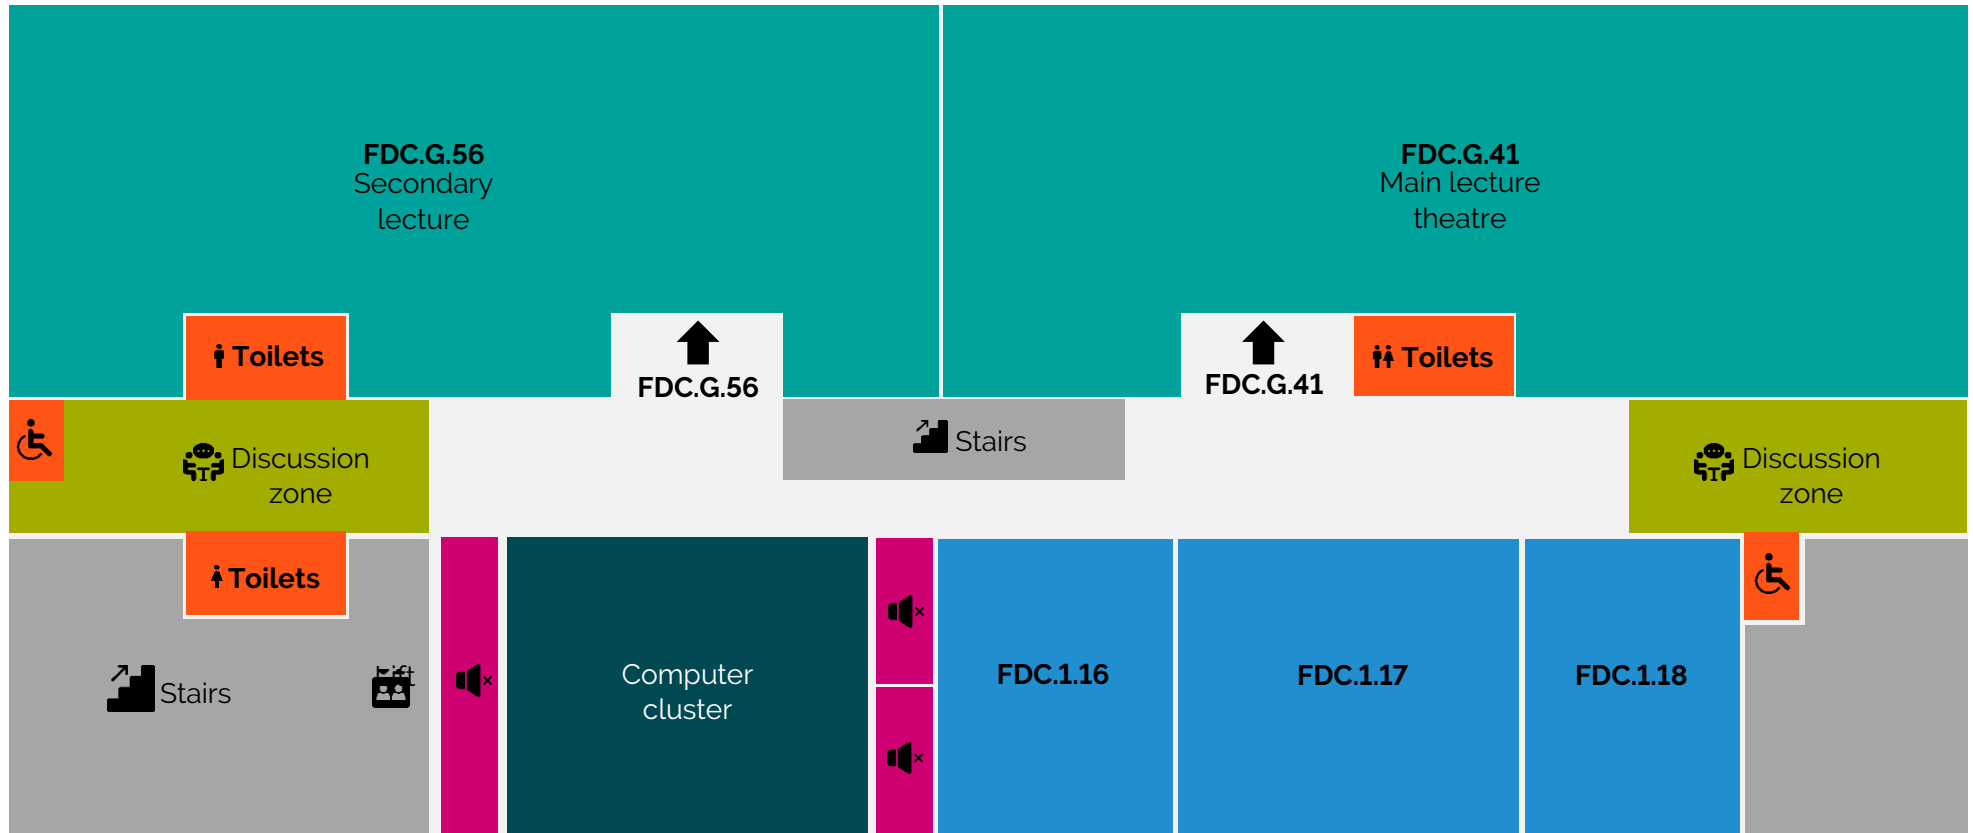 FDC.G.56
Secondary
lecture
FDC.G.41
Main lecture
theatre
Toilets
FDC.G.56
FDC.G.41
Toilets
Stairs
Discussion
zone
Discussion
zone
Toilets
Stairs
Lift
Computer
cluster
FDC.1.16
FDC.1.17
FDC.1.18